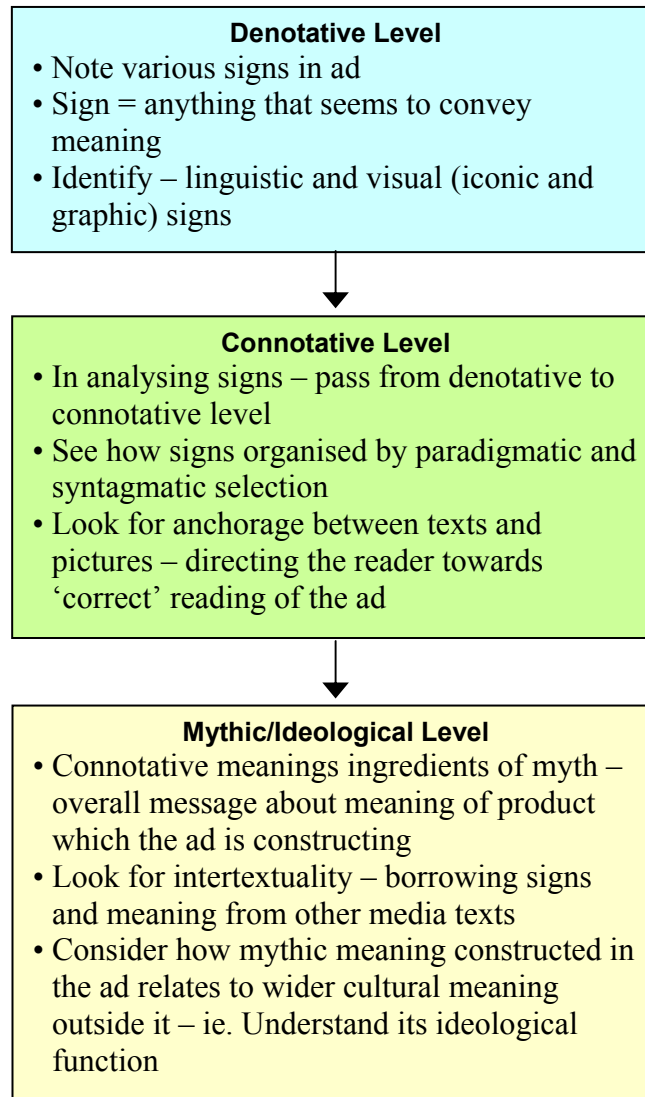 Denotative Level
• Note various signs in ad
• Sign = anything that seems to convey
meaning
• Identify – linguistic and visual (iconic and
graphic) signs
Connotative Level
• In analysing signs – pass from denotative to
connotative level
• See how signs organised by paradigmatic and
syntagmatic selection
• Look for anchorage between texts and
pictures – directing the reader towards
‘correct’ reading of the ad
Mythic/Ideological Level
• Connotative meanings ingredients of myth –
overall message about meaning of product
which the ad is constructing
• Look for intertextuality – borrowing signs
and meaning from other media texts
• Consider how mythic meaning constructed in
the ad relates to wider cultural meaning
outside it – ie. Understand its ideological
function